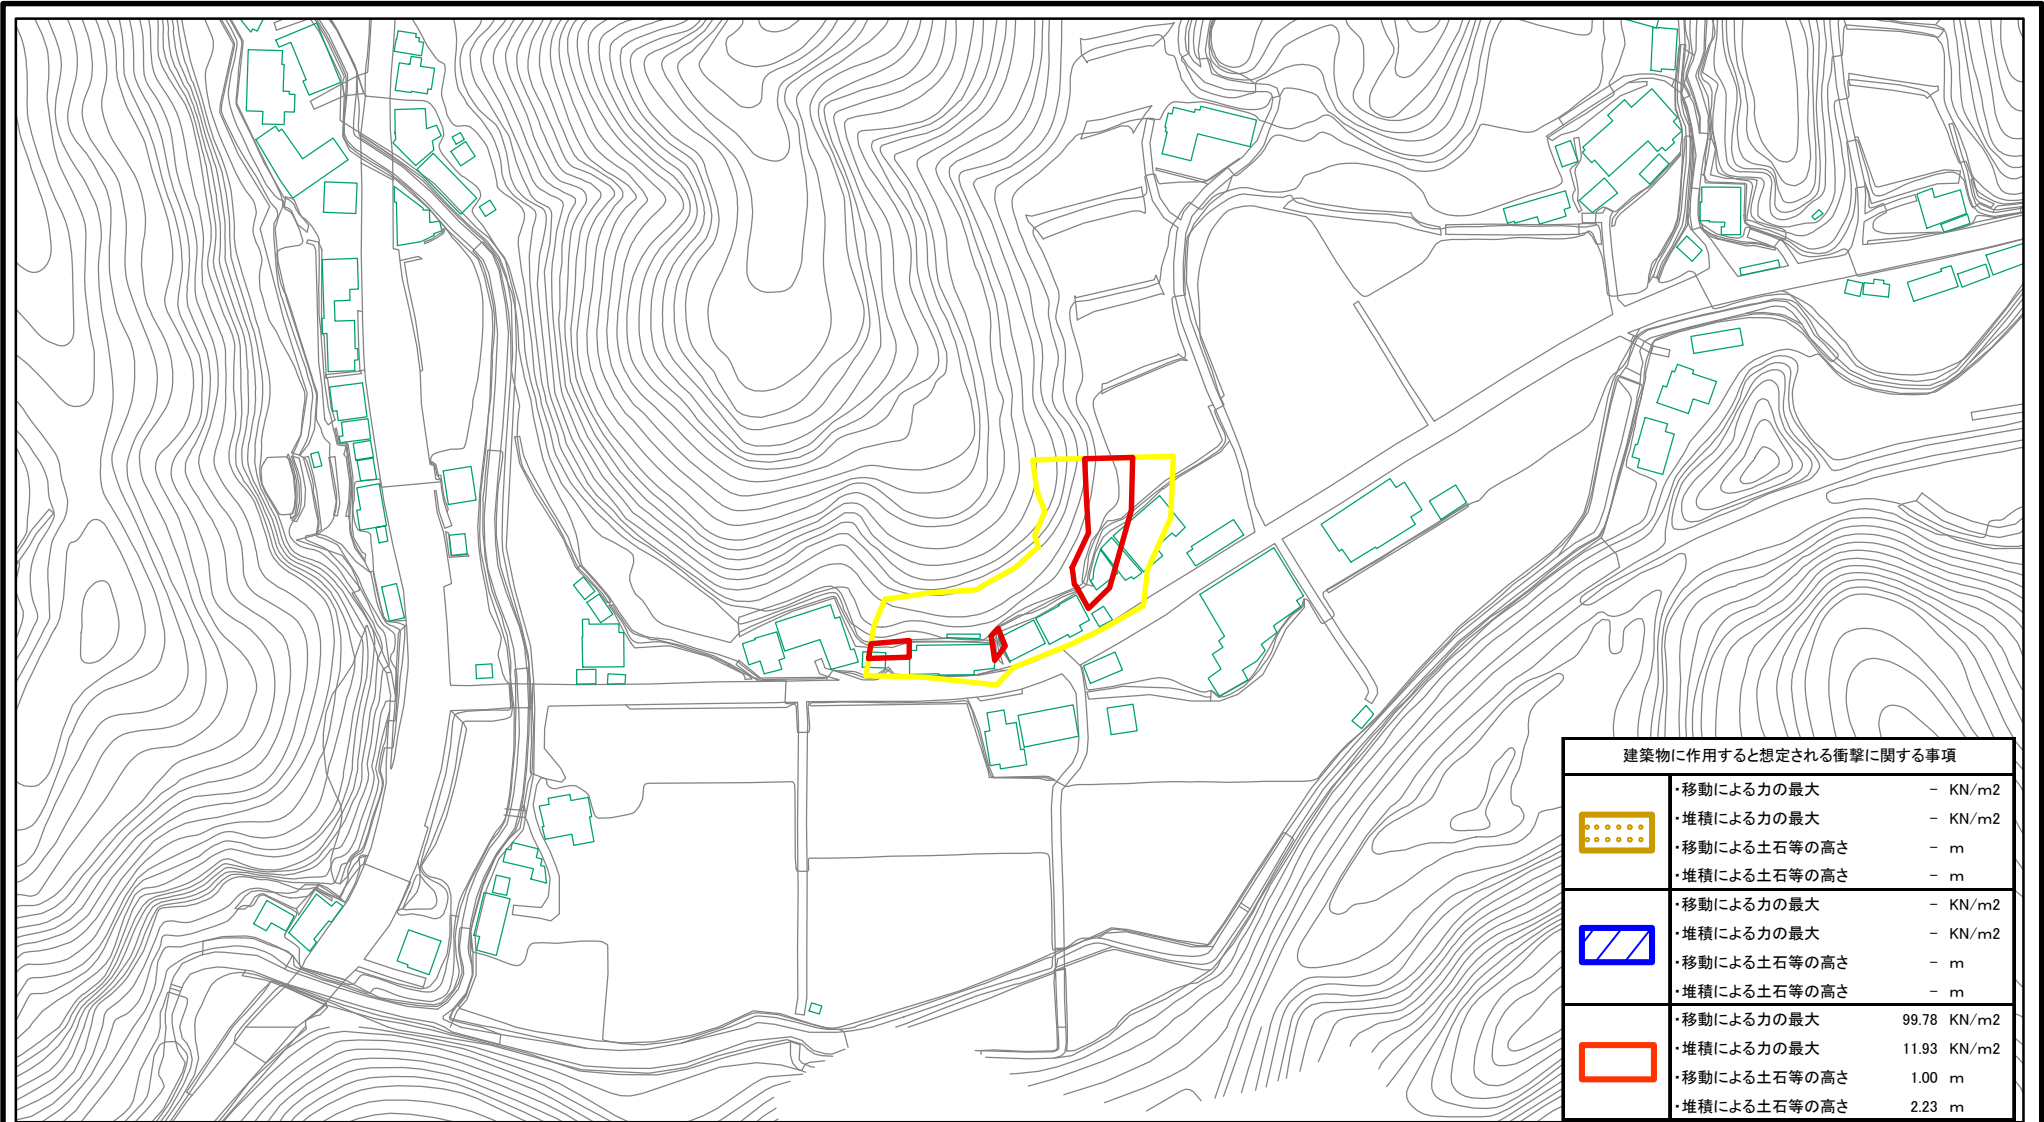 建築物に作用すると想定される衝撃に関する事項
・移動による力の最大 － KN/m2
・堆積による力の最大 － KN/m2
・移動による土石等の高さ － m
・堆積による土石等の高さ － m
・移動による力の最大 － KN/m2
・堆積による力の最大 － KN/m2
・移動による土石等の高さ － m
・堆積による土石等の高さ － m
・移動による力の最大 99.78 KN/m2
・堆積による力の最大 11.93 KN/m2
・移動による土石等の高さ 1.00 m
・堆積による土石等の高さ 2.23 m